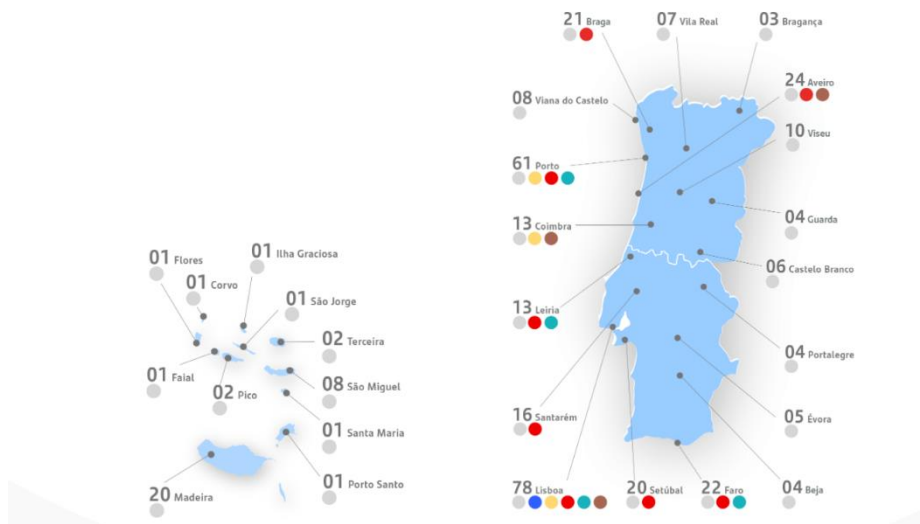 21 Braga
07 Vila Real
03 Bragança
24 Aveiro
08 Viana do Castelo
10 Viseu
61 Porto
13 Coimbra
04 Guarda
01 Flores
01 Ilha Graciosa
01 Corvo
06 Castelo Branco
01 São Jorge
13 Leiria
02 Terceira
01 Faial
02 Pico
08 São Miguel
04 Portalegre
16 Santarém
01 Santa Maria
05 Évora
20 Madeira
01 Porto Santo
78 Lisboa
20 Setúbal
22 Faro
04 Beja